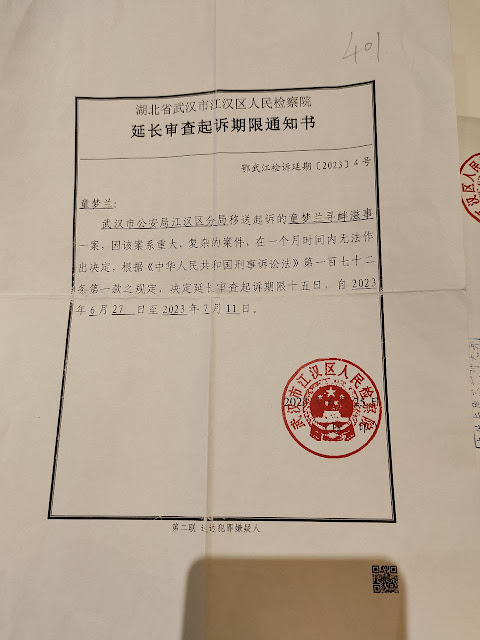 401
湖北省武汉市江汉区人民检察院
延长审查起诉期限通知书
鄂武江检诉延期〔2023〕4号
童梦兰:
武汉市公安局江汉区分局移送起诉的童梦兰寻衅滋事
一案,因该案系重大、复杂的案件,在一个月时间内无法作
出决定,根据《中华人民共和国刑事诉讼法》第一百七十二
条第一款之规定,决定延长审查起诉期限十五日,自2023
年6月27日至2023年7月11日。
武汉市江汉区人民检察院
第二联 送达犯罪嫌疑人